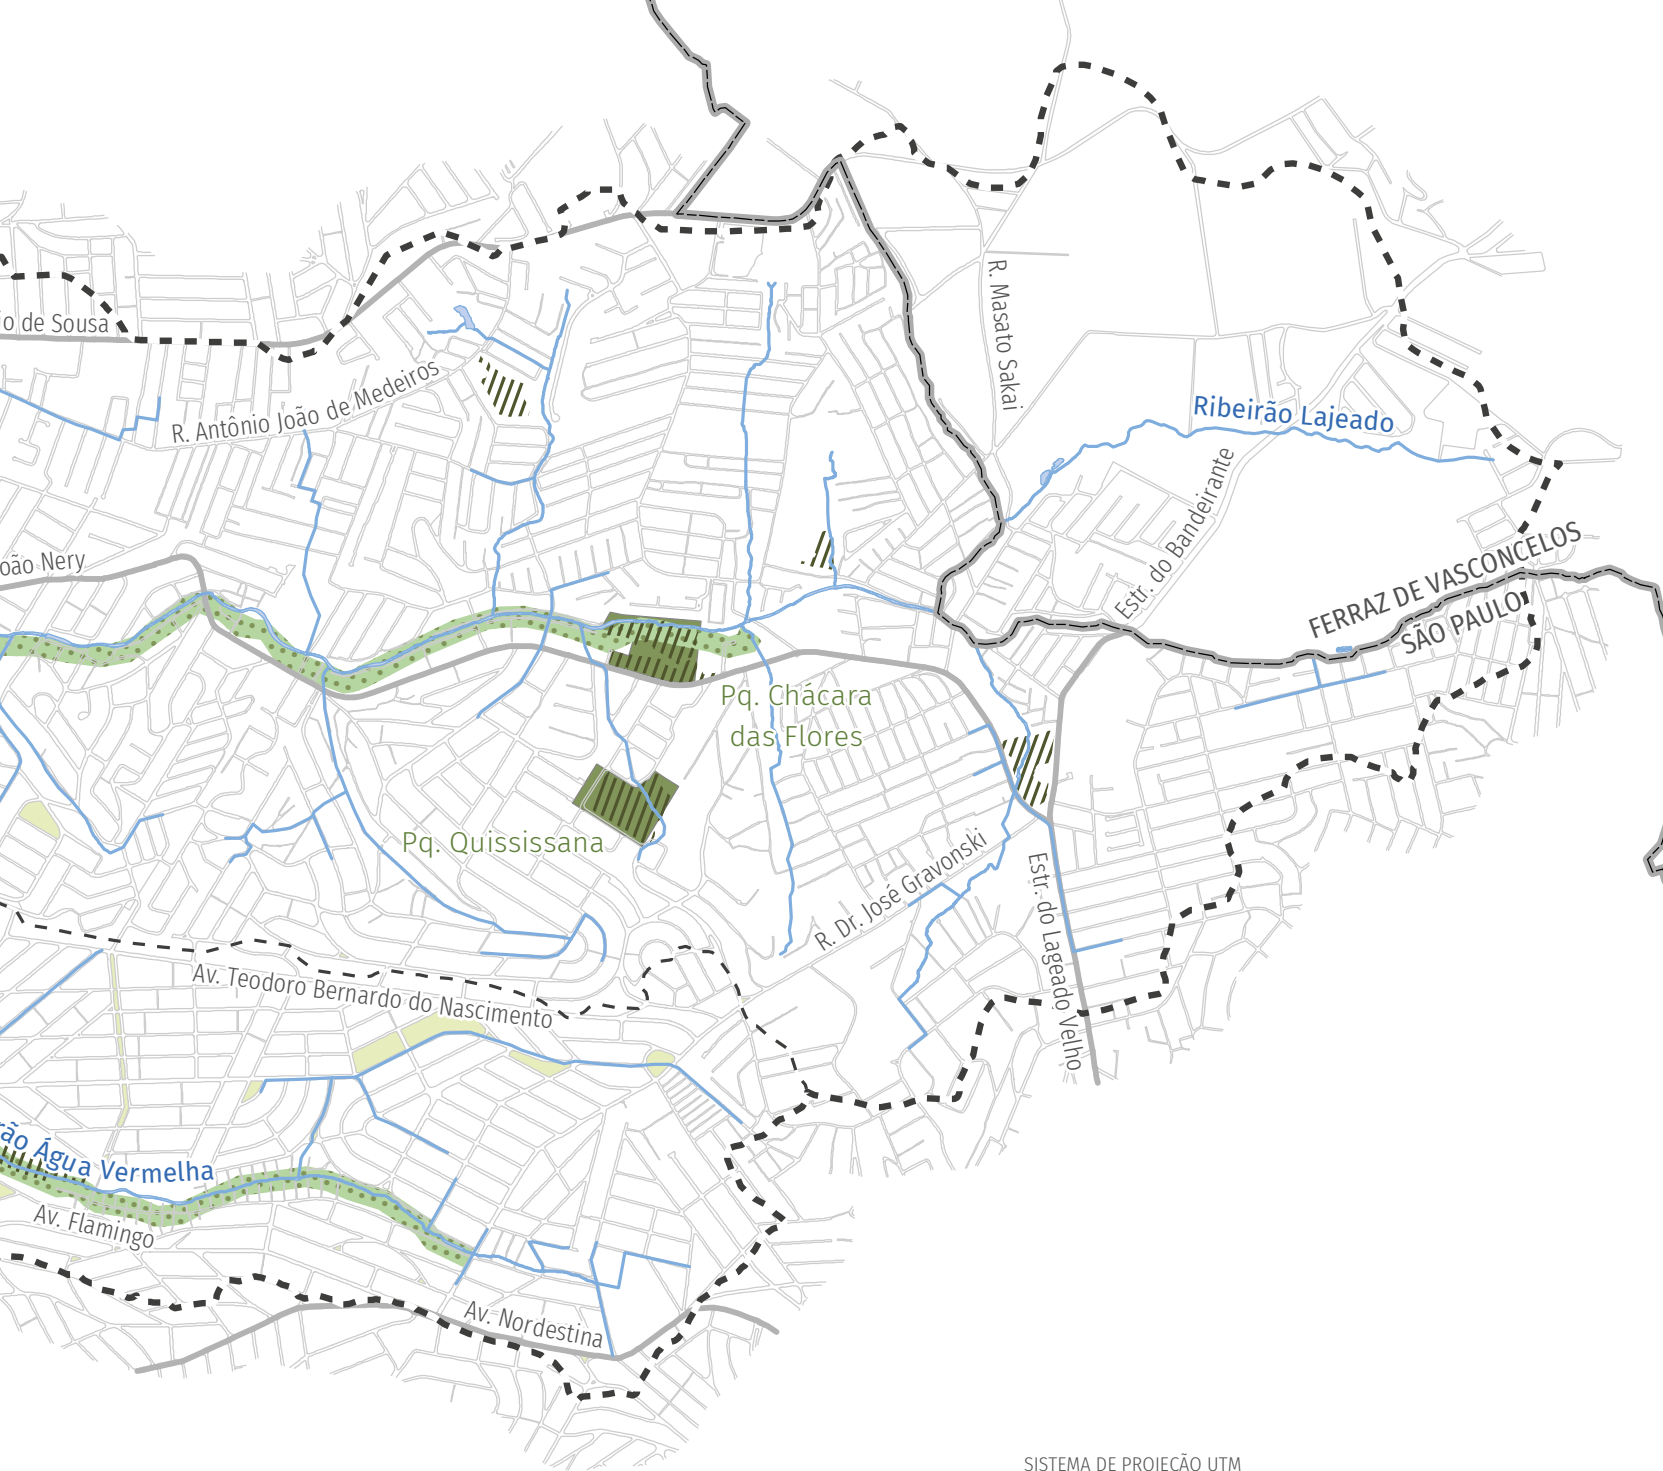 R. Masato Sakai
io de Sousa
R. Antônio João de Medeiros
Ribeirão Lajeado
Estr. do Bandeirante
oão Nery
FERRAZ DE VASCONCELOS
SÃO PAULO
Pq. Chácara
das Flores
Pq. Quississana
R. Dr. José Gravonski
Estr. do Lageado Velho
Av. Teodoro Bernardo do Nascimento
rão Água Vermelha
Av. Flamingo
Av. Nordestina
SISTEMA DE PROJEÇÃO UTM